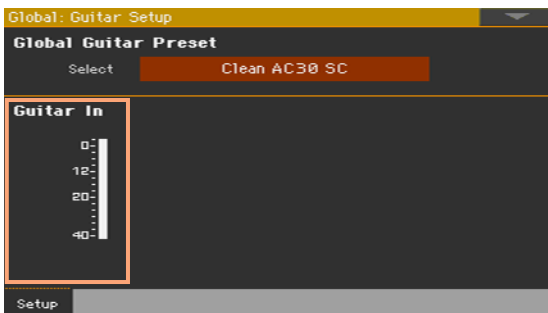 Global: Guitar Setup
Global Guitar Preset
Select Clean AC30 SC
Guitar In
0
12
20
40
Setup